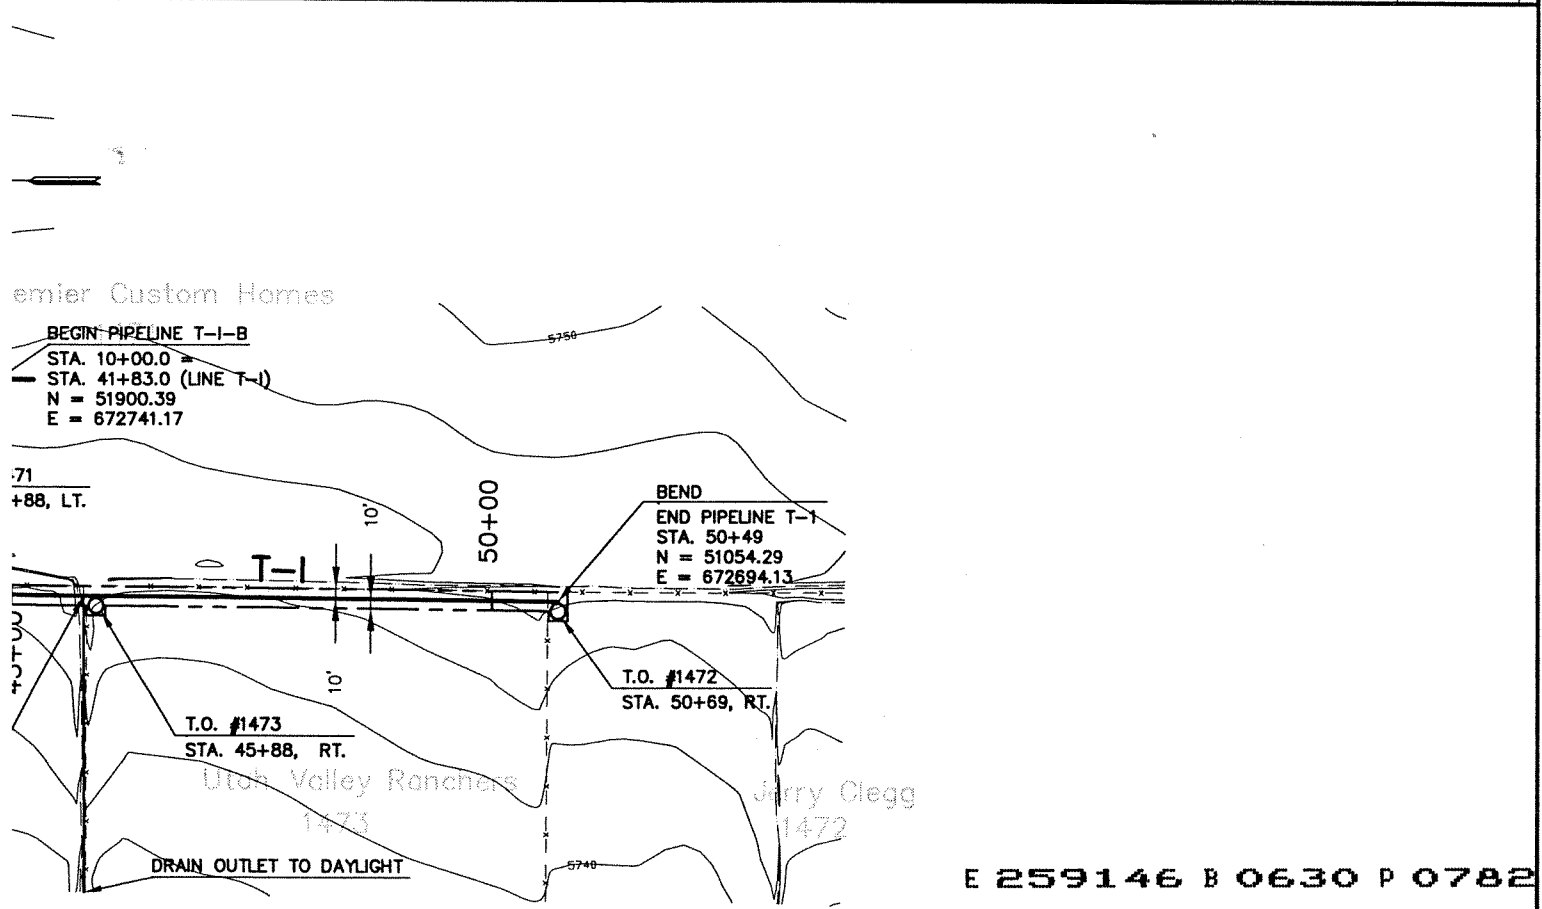 emier Custom Homes
BEGIN PIPELINE T-I-B
STA. 10+00.0 =
STA. 41+83.0 (LINE T-I)
N = 51900.39
E = 672741.17
5750
+88, LT.
10'
50+00
T-I
BEND
END PIPELINE T-1
STA. 50+49
N = 51054.29
E = 672694.13
10'
T.O. #1472
STA. 50+69, RT.
T.O. #1473
STA. 45+88, RT.
Utah Valley Ranchers
1473
Jerry Clegg
1472
DRAIN OUTLET TO DAYLIGHT
5740
E 259146 B 0630 P 0782